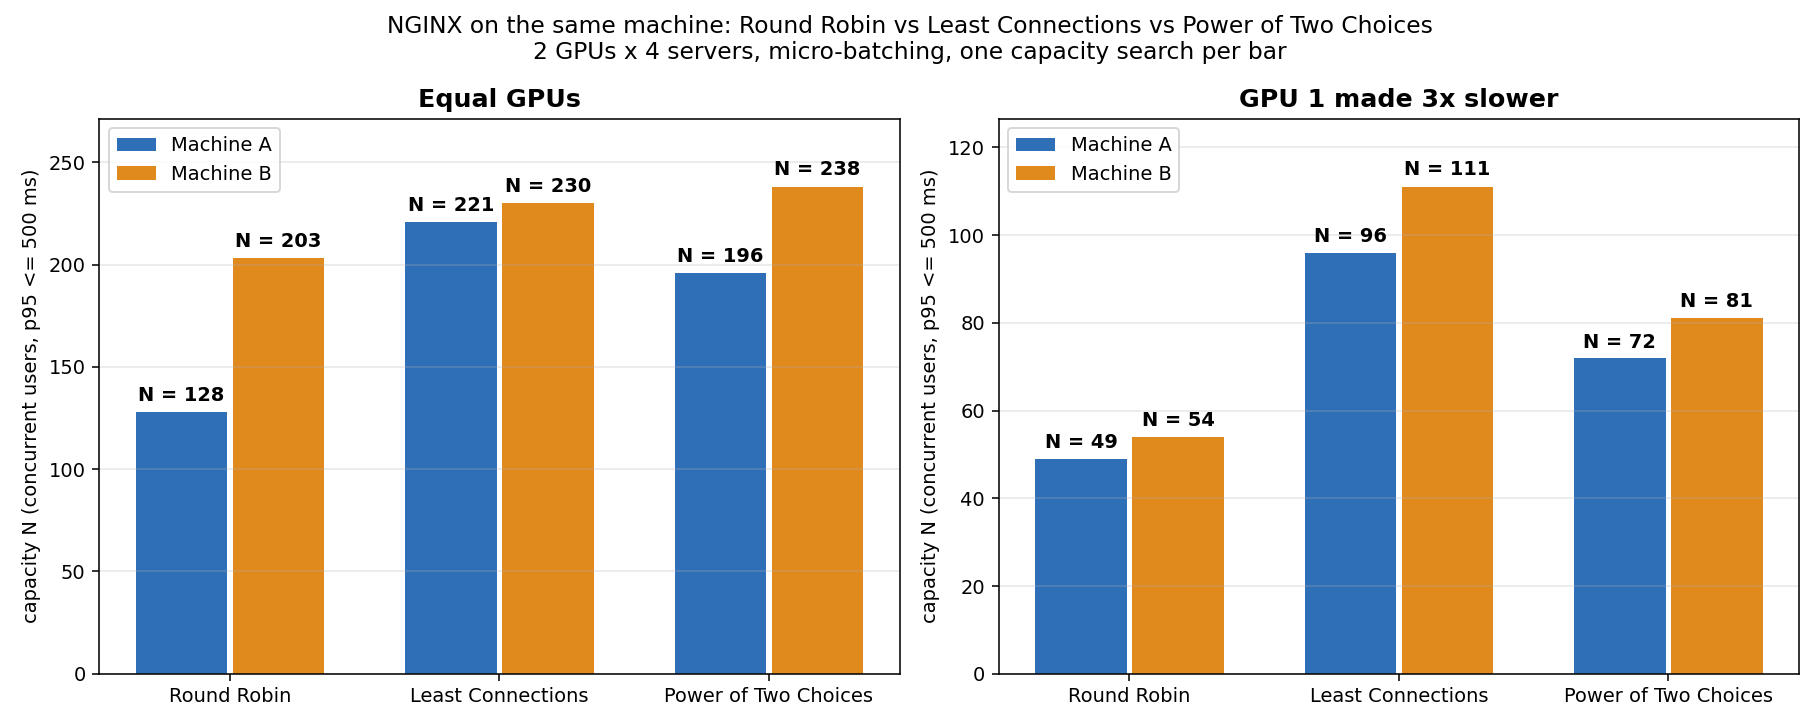 NGINX on the same machine: Round Robin vs Least Connections vs Power of Two Choices
2 GPUs x 4 servers, micro-batching, one capacity search per bar
Equal GPUs
capacity N (concurrent users, p95 <= 500 ms)
250
200
150
100
50
0
Machine A
Machine B
N = 128
N = 203
N = 221
N = 230
N = 196
N = 238
Round Robin
Least Connections
Power of Two Choices
GPU 1 made 3x slower
capacity N (concurrent users, p95 <= 500 ms)
120
100
80
60
40
20
0
Machine A
Machine B
N = 49
N = 54
N = 96
N = 111
N = 72
N = 81
Round Robin
Least Connections
Power of Two Choices